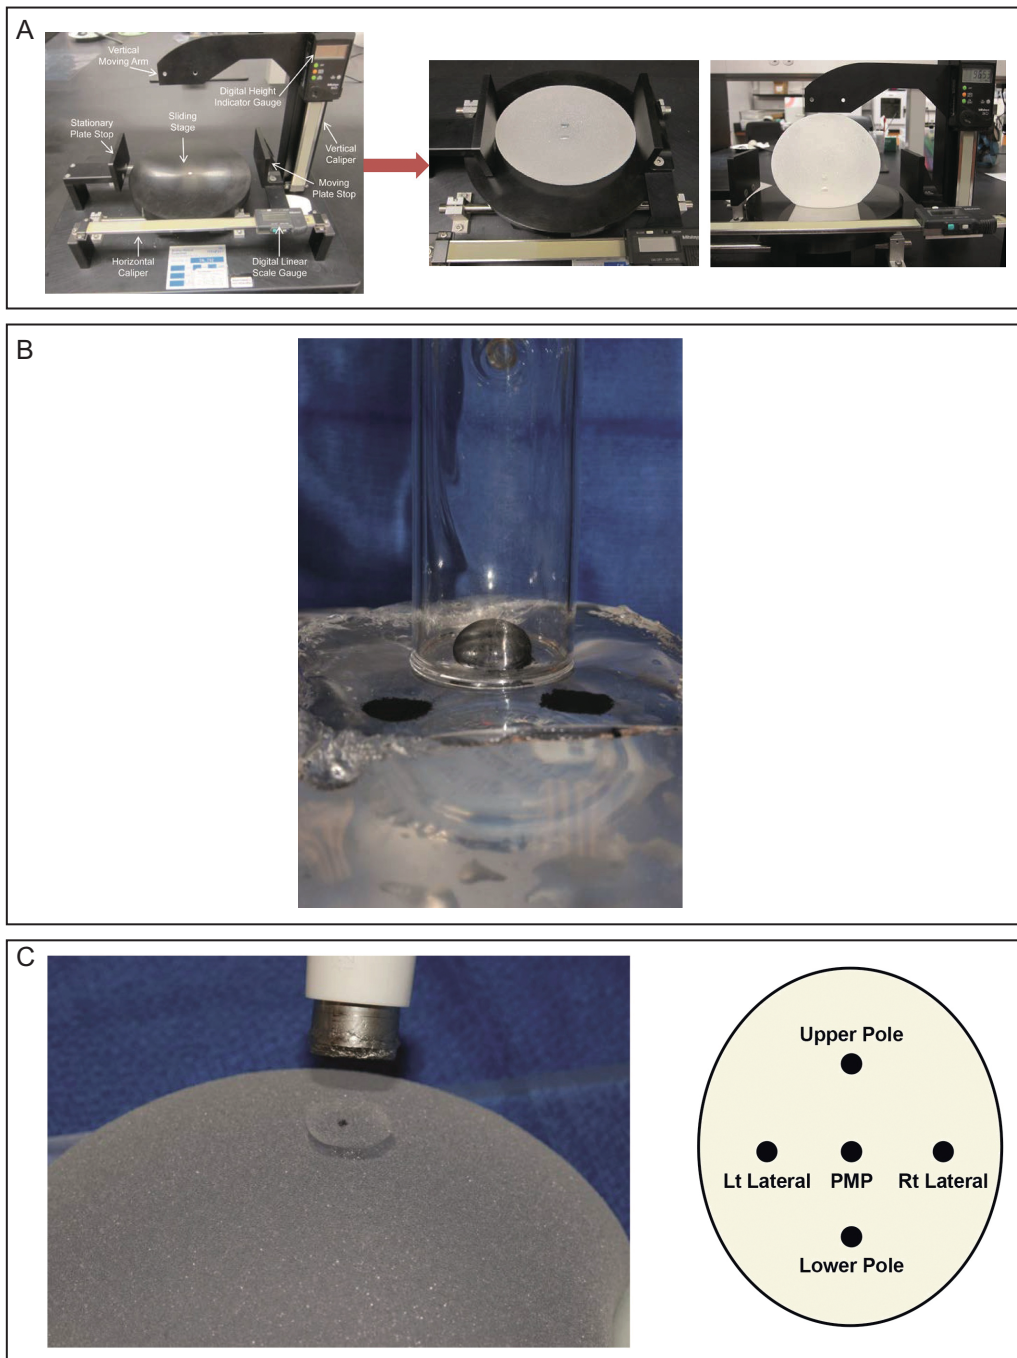 A
Vertical
Moving Arm
Digital Height
Indicator Gauge
Stationary
Plate Stop
Sliding
Stage
Vertical
Caliper
Moving
Plate Stop
Horizontal
Caliper
Digital Linear
Scale Gauge
B
C
Upper Pole
Lt Lateral PMP Rt Lateral
Lower Pole